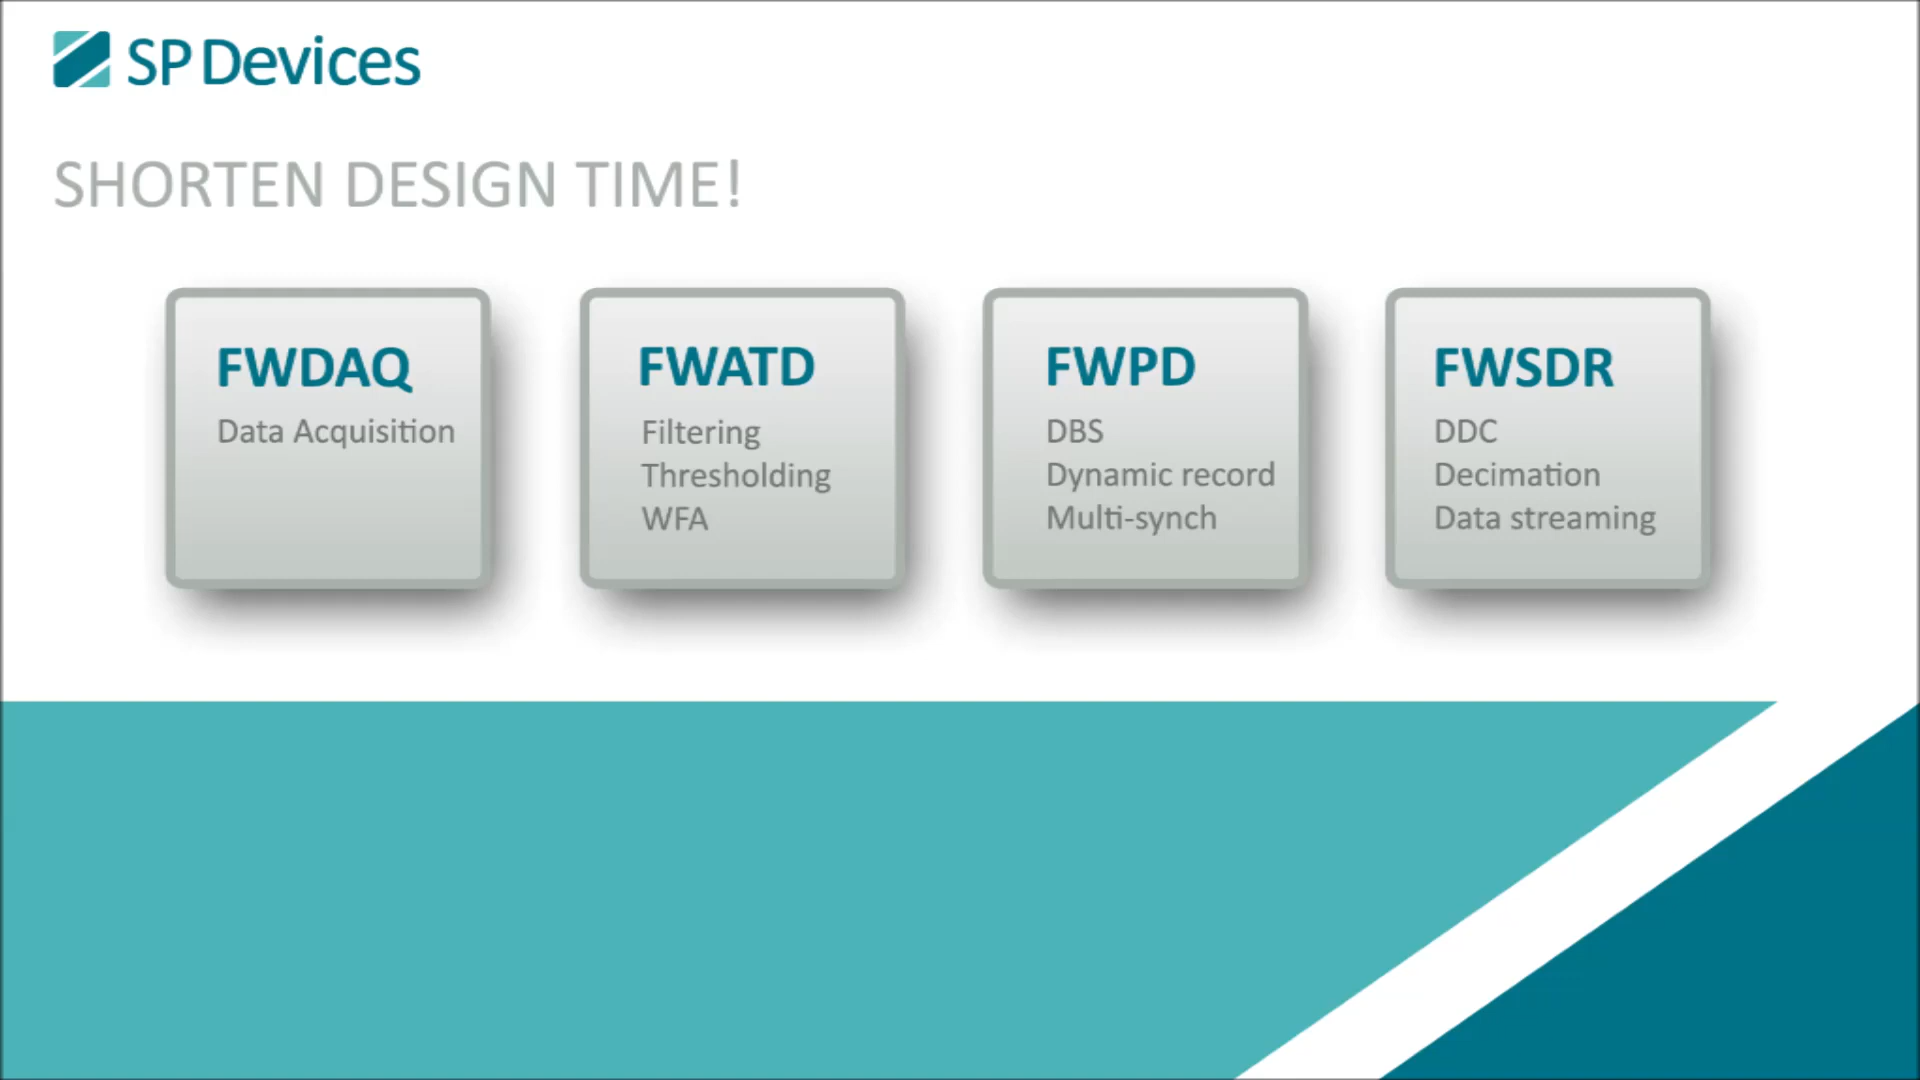 SP Devices
SHORTEN DESIGN TIME!
FWDAQ
Data Acquisition
FWATD
Filtering
Thresholding
WFA
FWPD
DBS
Dynamic record
Multi-synch
FWSDR
DDC
Decimation
Data streaming